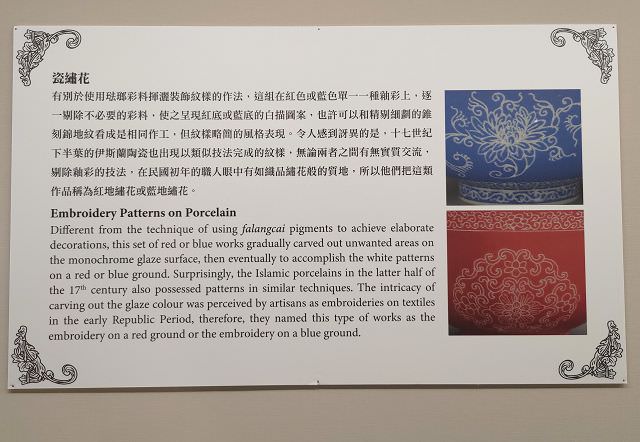 瓷繡花
有別於使用琺瑯彩料揮灑裝飾紋樣的作法，這組在紅色或藍色單一一種釉彩上，逐
一剔除不必要的彩料，使之呈現紅底或藍底的白描圖案，也許可以和精剔細劃的錐
刻錦地紋看成是相同作工，但紋樣略簡的風格表現。令人感到訝異的是，十七世紀
下半葉的伊斯蘭陶瓷也出現以類似技法完成的紋樣，無論兩者之間有無實質交流，
剔除釉彩的技法，在民國初年的職人眼中有如織品繡花般的質地，所以他們把這類
作品稱為紅地繡花或藍地繡花。
Embroidery Patterns on Porcelain
Different from the technique of using falangcai pigments to achieve elaborate
decorations, this set of red or blue works gradually carved out unwanted areas on
the monochrome glaze surface, then eventually to accomplish the white patterns
on a red or blue ground. Surprisingly, the Islamic porcelains in the latter half of
the 17th century also possessed patterns in similar techniques. The intricacy of
carving out the glaze colour was perceived by artisans as embroideries on textiles
in the early Republic Period, therefore, they named this type of works as the
embroidery on a red ground or the embroidery on a blue ground.